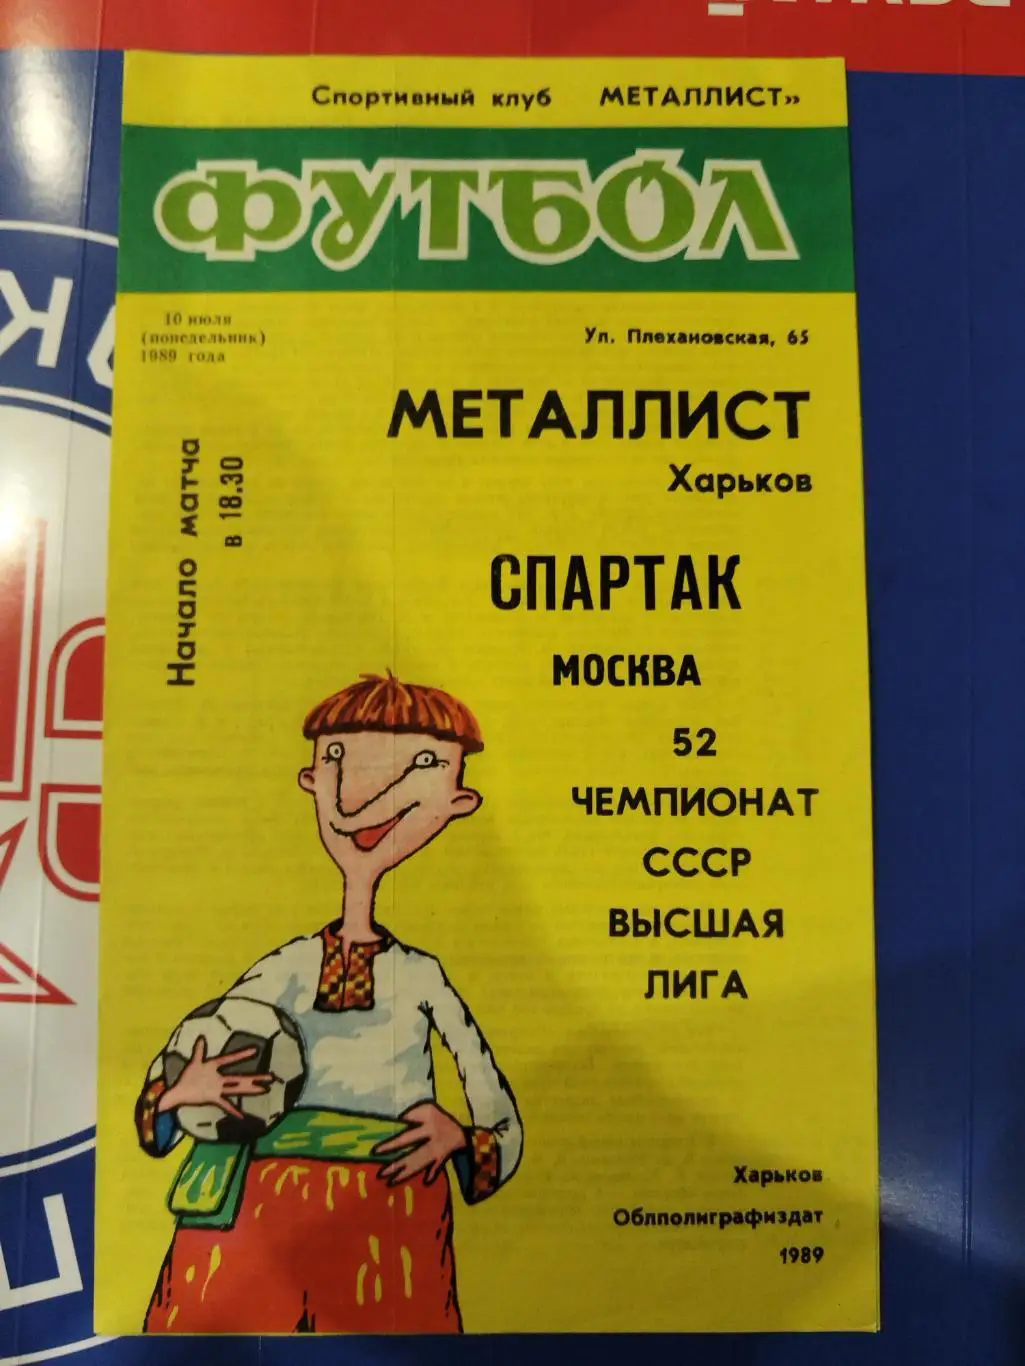 Спортивный клуб МЕТАЛЛИСТ»
ФУТБОЛ
10 июля
(понедельник)
1989 года
Ул. Плехановская, 65
Начало матча
в 18.30
МЕТАЛЛИСТ
Харьков
СПАРТАК
МОСКВА
52
ЧЕМПИОНАТ
СССР
ВЫСШАЯ
ЛИГА
Харьков
Облполиграфиздат
1989